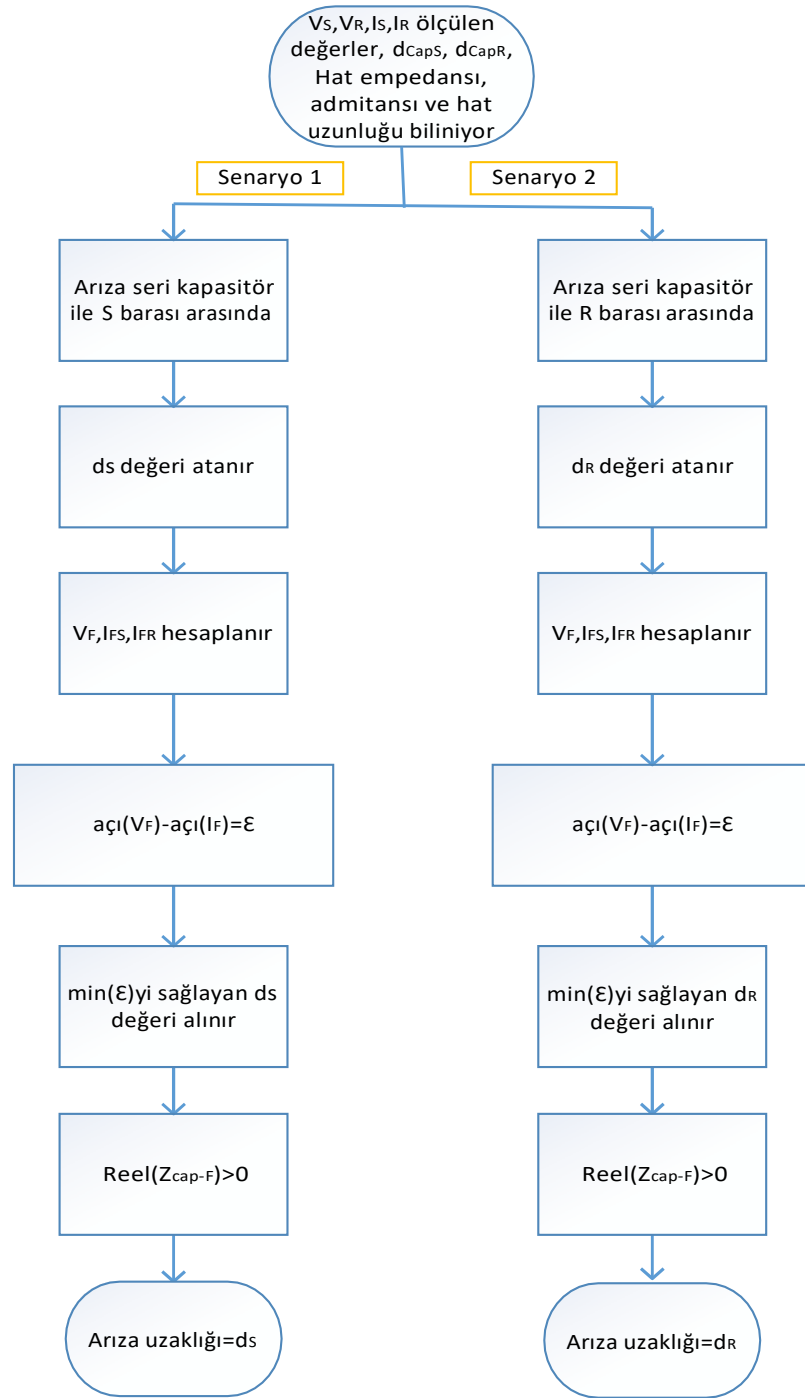 VS,VR,IS,IR ölçülen
değerler, dCapS, dCapR,
Hat empedansı,
admitansı ve hat
uzunluğu biliniyor
Senaryo 1
Senaryo 2
Arıza seri kapasitör
ile S barası arasında
Arıza seri kapasitör
ile R barası arasında
ds değeri atanır
dR değeri atanır
VF,IFS,IFR hesaplanır
VF,IFS,IFR hesaplanır
açı(VF)-açı(IF)=Ɛ
açı(VF)-açı(IF)=Ɛ
min(Ɛ)yi sağlayan ds
değeri alınır
min(Ɛ)yi sağlayan dR
değeri alınır
Reel(Zcap-F)>0
Reel(Zcap-F)>0
Arıza uzaklığı=dS
Arıza uzaklığı=dR